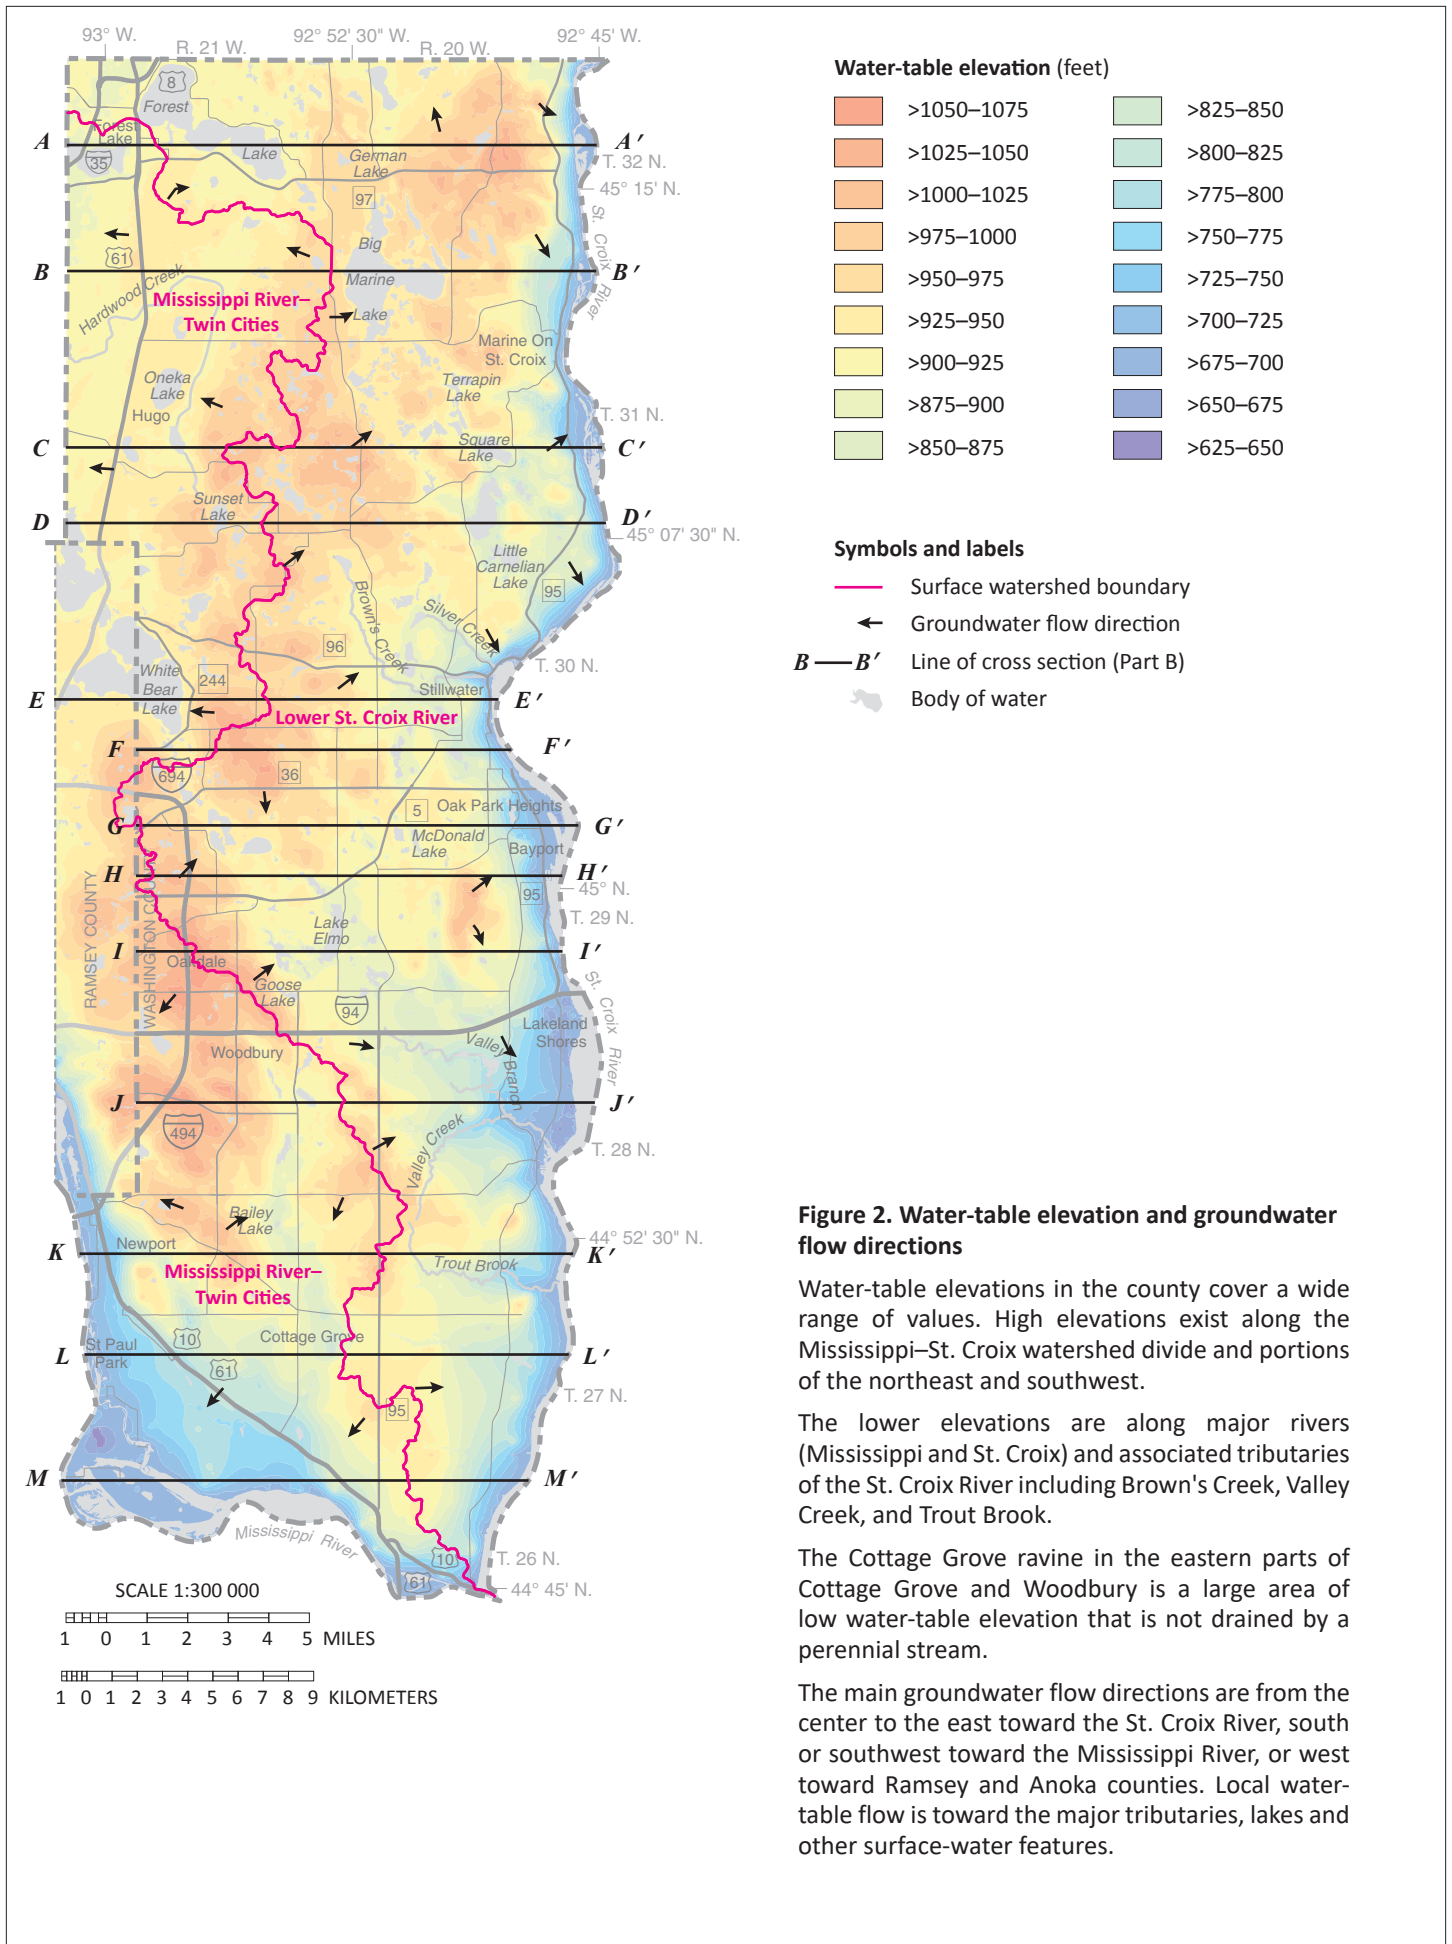 93° W.
R. 21 W.
92° 52' 30" W.
R. 20 W.
92° 45' W.
8
Forest
Forest
Lake
A
A'
35
Lake
German
Lake
T. 32 N.
45° 15' N.
97
St. Croix River
Big
61
B
Marine
B'
Hardwood Creek
Mississippi River–
Twin Cities
Lake
Marine On
St. Croix
Oneka
Lake
Terrapin
Lake
Hugo
T. 31 N.
C
Square
Lake
C'
Sunset
Lake
D
D'
45° 07' 30" N.
Little
Carnelian
Lake
95
Brown's Creek
Silver Creek
96
T. 30 N.
White
Bear
Lake
244
Stillwater
E
E'
Lower St. Croix River
F
F'
694
36
5
Oak Park Heights
G
G'
McDonald
Lake
Bayport
H
H'
45° N.
95
RAMSEY COUNTY
WASHINGTON COUNTY
T. 29 N.
Lake
Elmo
I
I'
Oakdale
Goose
Lake
St. Croix River
94
Lakeland
Shores
Woodbury
Valley Branch
J
J'
494
Valley Creek
T. 28 N.
Bailey
Lake
44° 52' 30" N.
Newport
K
K'
Trout Brook
Mississippi River–
Twin Cities
10
Cottage Grove
St Paul
Park
L
L'
61
T. 27 N.
95
M
M'
Mississippi River
10
T. 26 N.
61
44° 45' N.
SCALE 1:300 000
1 0 1 2 3 4 5 MILES
1 0 1 2 3 4 5 6 7 8 9 KILOMETERS
Water-table elevation (feet)
>1050–1075
>1025–1050
>1000–1025
>975–1000
>950–975
>925–950
>900–925
>875–900
>850–875
>825–850
>800–825
>775–800
>750–775
>725–750
>700–725
>675–700
>650–675
>625–650
Symbols and labels
Surface watershed boundary
Groundwater flow direction
B B' Line of cross section (Part B)
Body of water
Figure 2. Water-table elevation and groundwater
flow directions
Water-table elevations in the county cover a wide
range of values. High elevations exist along the
Mississippi–St. Croix watershed divide and portions
of the northeast and southwest.
The lower elevations are along major rivers
(Mississippi and St. Croix) and associated tributaries
of the St. Croix River including Brown's Creek, Valley
Creek, and Trout Brook.
The Cottage Grove ravine in the eastern parts of
Cottage Grove and Woodbury is a large area of
low water-table elevation that is not drained by a
perennial stream.
The main groundwater flow directions are from the
center to the east toward the St. Croix River, south
or southwest toward the Mississippi River, or west
toward Ramsey and Anoka counties. Local water-
table flow is toward the major tributaries, lakes and
other surface-water features.